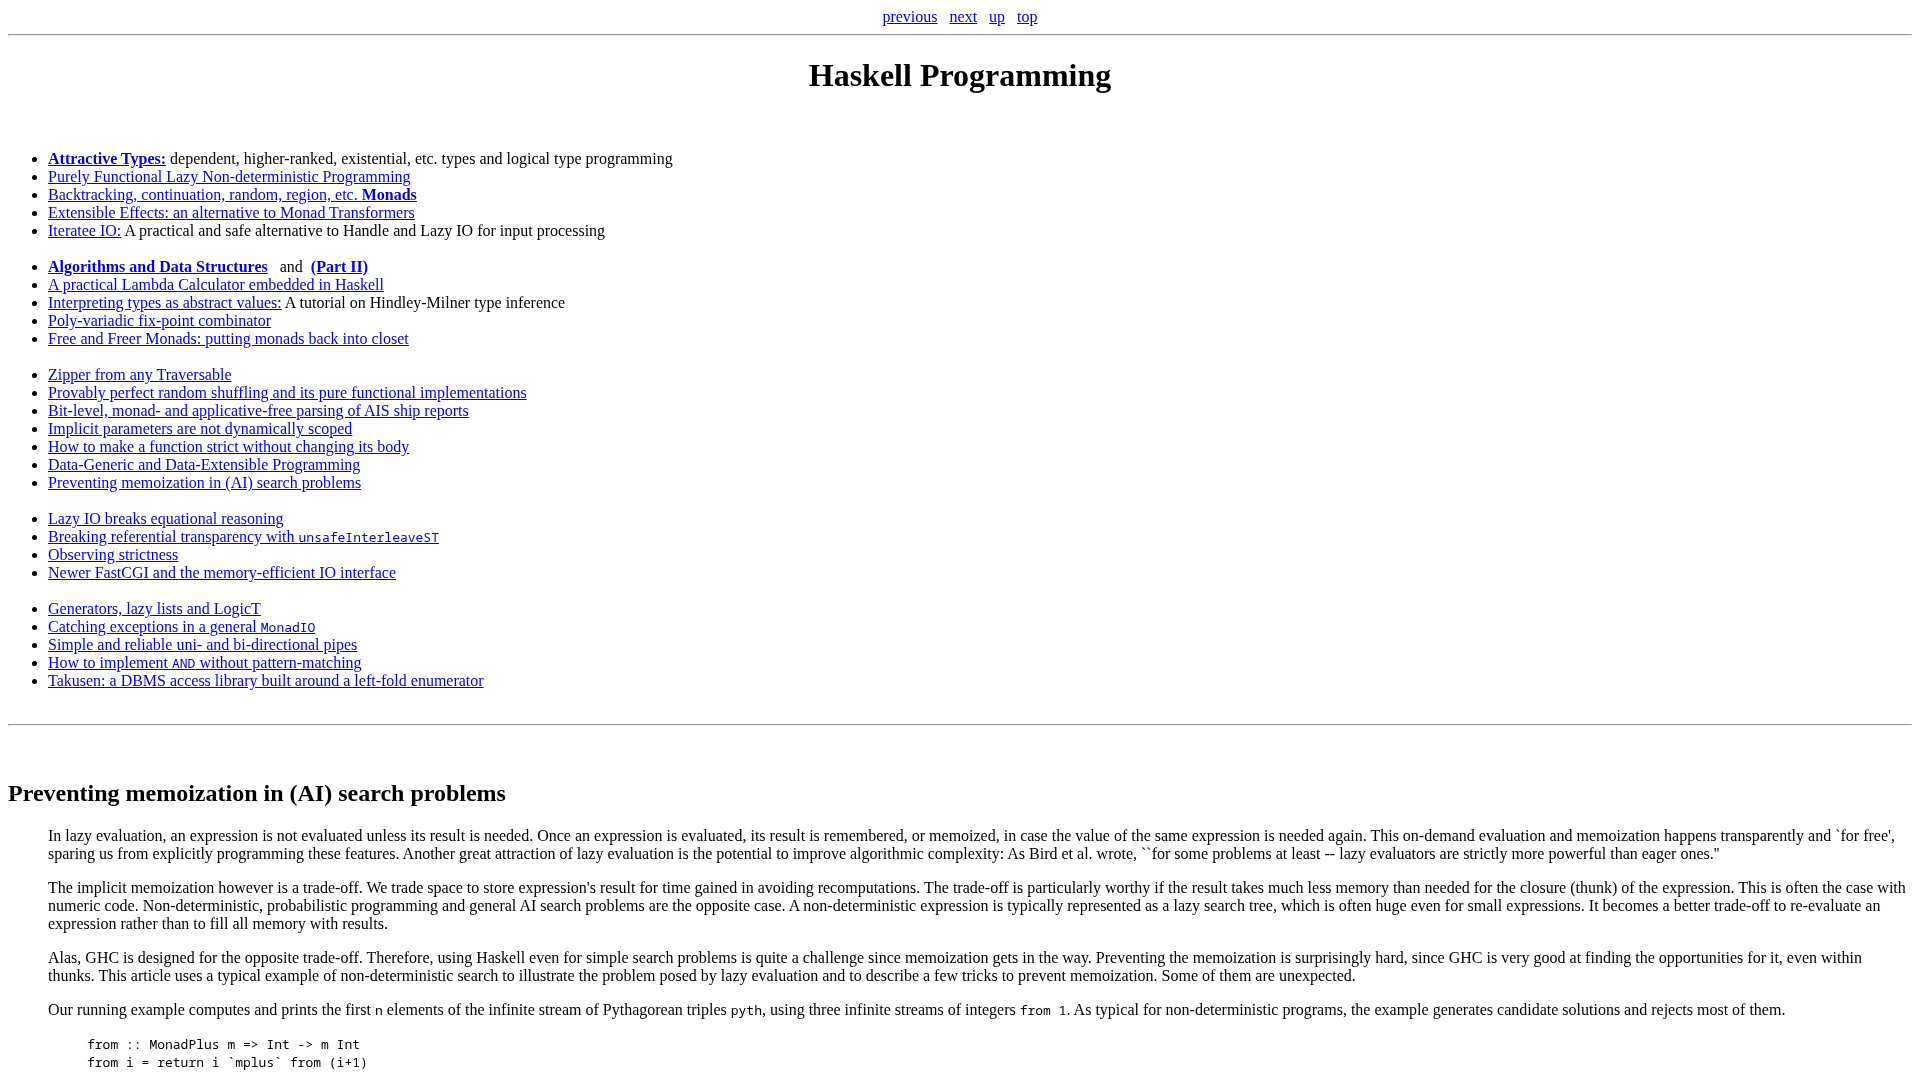 previous next up top
Haskell Programming
Attractive Types: dependent, higher-ranked, existential, etc. types and logical type programming
Purely Functional Lazy Non-deterministic Programming
Backtracking, continuation, random, region, etc. Monads
Extensible Effects: an alternative to Monad Transformers
Iteratee IO: A practical and safe alternative to Handle and Lazy IO for input processing
Algorithms and Data Structures and (Part II)
A practical Lambda Calculator embedded in Haskell
Interpreting types as abstract values: A tutorial on Hindley-Milner type inference
Poly-variadic fix-point combinator
Free and Freer Monads: putting monads back into closet
Zipper from any Traversable
Provably perfect random shuffling and its pure functional implementations
Bit-level, monad- and applicative-free parsing of AIS ship reports
Implicit parameters are not dynamically scoped
How to make a function strict without changing its body
Data-Generic and Data-Extensible Programming
Preventing memoization in (AI) search problems
Lazy IO breaks equational reasoning
Breaking referential transparency with unsafeInterleaveST
Observing strictness
Newer FastCGI and the memory-efficient IO interface
Generators, lazy lists and LogicT
Catching exceptions in a general MonadIO
Simple and reliable uni- and bi-directional pipes
How to implement AND without pattern-matching
Takusen: a DBMS access library built around a left-fold enumerator
Preventing memoization in (AI) search problems
In lazy evaluation, an expression is not evaluated unless its result is needed. Once an expression is evaluated, its result is remembered, or memoized, in case the value of the same expression is needed again. This on-demand evaluation and memoization happens transparently and `for free',
sparing us from explicitly programming these features. Another great attraction of lazy evaluation is the potential to improve algorithmic complexity: As Bird et al. wrote, ``for some problems at least -- lazy evaluators are strictly more powerful than eager ones.''
The implicit memoization however is a trade-off. We trade space to store expression's result for time gained in avoiding recomputations. The trade-off is particularly worthy if the result takes much less memory than needed for the closure (thunk) of the expression. This is often the case with
numeric code. Non-deterministic, probabilistic programming and general AI search problems are the opposite case. A non-deterministic expression is typically represented as a lazy search tree, which is often huge even for small expressions. It becomes a better trade-off to re-evaluate an
expression rather than to fill all memory with results.
Alas, GHC is designed for the opposite trade-off. Therefore, using Haskell even for simple search problems is quite a challenge since memoization gets in the way. Preventing the memoization is surprisingly hard, since GHC is very good at finding the opportunities for it, even within
thunks. This article uses a typical example of non-deterministic search to illustrate the problem posed by lazy evaluation and to describe a few tricks to prevent memoization. Some of them are unexpected.
Our running example computes and prints the first n elements of the infinite stream of Pythagorean triples pyth, using three infinite streams of integers from 1. As typical for non-deterministic programs, the example generates candidate solutions and rejects most of them.
from :: MonadPlus m => Int -> m Int
from i = return i `mplus` from (i+1)